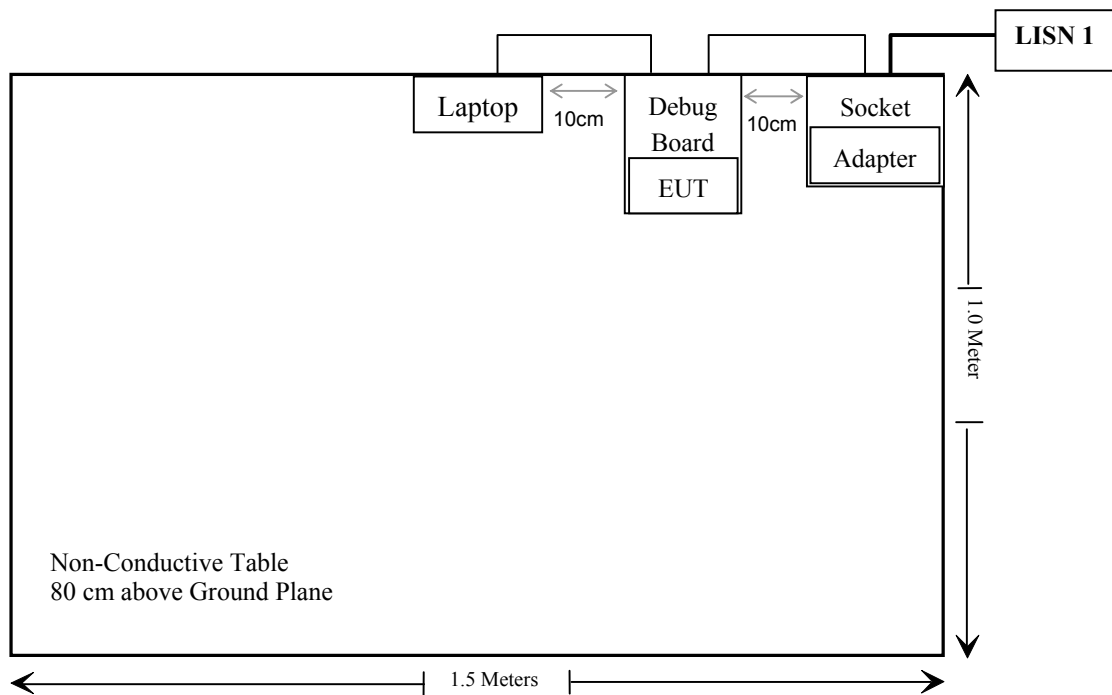 LISN 1
Laptop
10cm
Debug
Board
EUT
10cm
Socket
Adapter
1.0 Meter
Non-Conductive Table
80 cm above Ground Plane
1.5 Meters